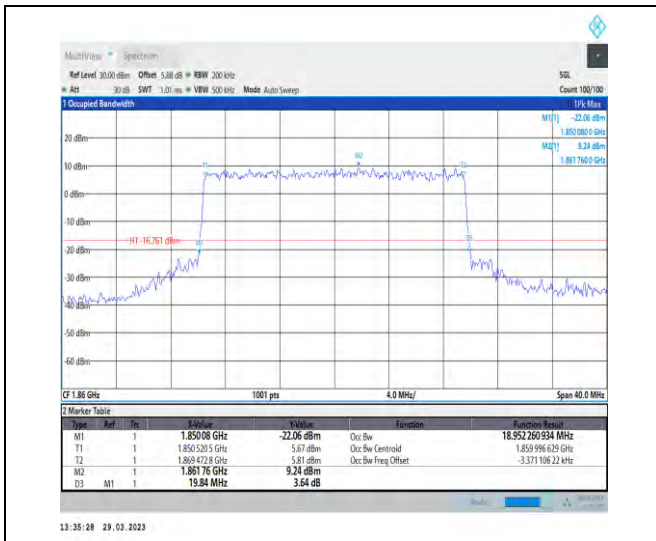 MultiView Spectrum
Ref Level 30.00 dBm Offset 5.88 dB RBW 200 kHz SGL
Att 30 dB SWT 1.01 ms VBW 500 kHz Mode Auto Sweep Count 100/100
1 Occupied Bandwidth 1Pk Max
M1[1] -22.06 dBm
1.850 080 0 GHz
M2[1] 9.24 dBm
1.861 760 0 GHz
20 dBm
10 dBm
0 dBm
-10 dBm
-20 dBm
-30 dBm
-40 dBm
-50 dBm
-60 dBm
T1
M2
T2
H1 -16.761 dBm
M1
D3
CF 1.86 GHz 1001 pts 4.0 MHz/ Span 40.0 MHz
2 Marker Table
Type Ref Trc X-Value Y-Value Function Function Result
M1 1 1.85008 GHz -22.06 dBm Occ Bw 18.952 260 934 MHz
T1 1 1.850 520 5 GHz 5.67 dBm Occ Bw Centroid 1.859 996 629 GHz
T2 1 1.869 472 8 GHz 5.81 dBm Occ Bw Freq Offset -3.371 106 22 kHz
M2 1 1.861 76 GHz 9.24 dBm
D3 M1 1 19.84 MHz 3.64 dB
13:35:28 29.03.2023